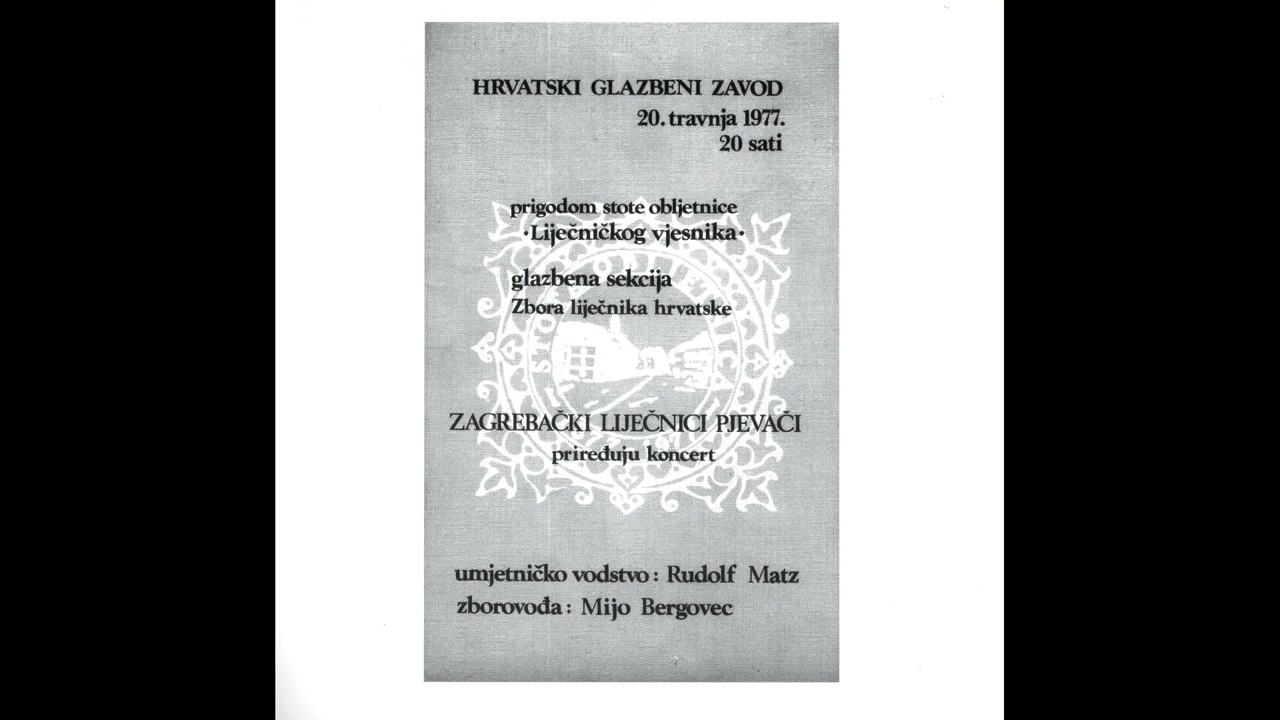 HRVATSKI GLAZBENI ZAVOD
20. travnja 1977.
20 sati
prigodom stote obljetnice
·Liječničkog vjesnika·
glazbena sekcija
Zbora liječnika hrvatske
ZAGREBAČKI LIJEČNICI PJEVAČI
priređuju koncert
umjetničko vodstvo: Rudolf Matz
zborovođa: Mijo Bergovec